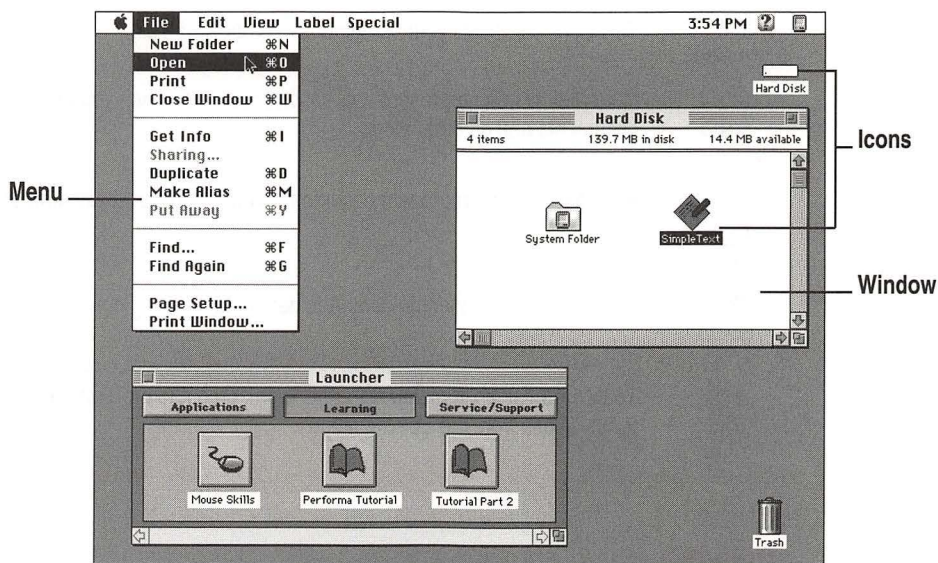 File Edit View Label Special 3:54 PM
New Folder ⌘N
Open ⌘O
Print ⌘P
Close Window ⌘W
Get Info ⌘I
Sharing...
Duplicate ⌘D
Make Alias ⌘M
Put Away ⌘Y
Find... ⌘F
Find Again ⌘G
Page Setup...
Print Window...
Menu
Hard Disk
Icons
Hard Disk
4 items 139.7 MB in disk 14.4 MB available
System Folder
SimpleText
Window
Launcher
Applications Learning Service/Support
Mouse Skills Performa Tutorial Tutorial Part 2
Trash